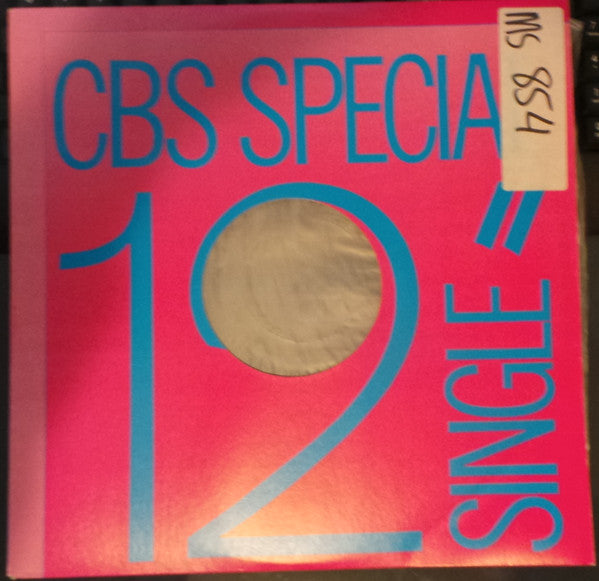 CBS SPECIA
12"
SINGLE
MS 854